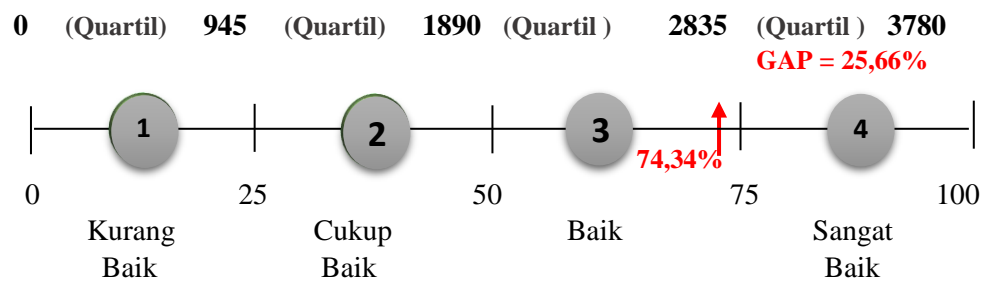 0 (Quartil) 945 (Quartil) 1890 (Quartil ) 2835 (Quartil ) 3780
GAP = 25,66%
1 2 3 4
74,34%
0 25 50 75 100
Kurang Baik
Cukup Baik
Baik
Sangat Baik